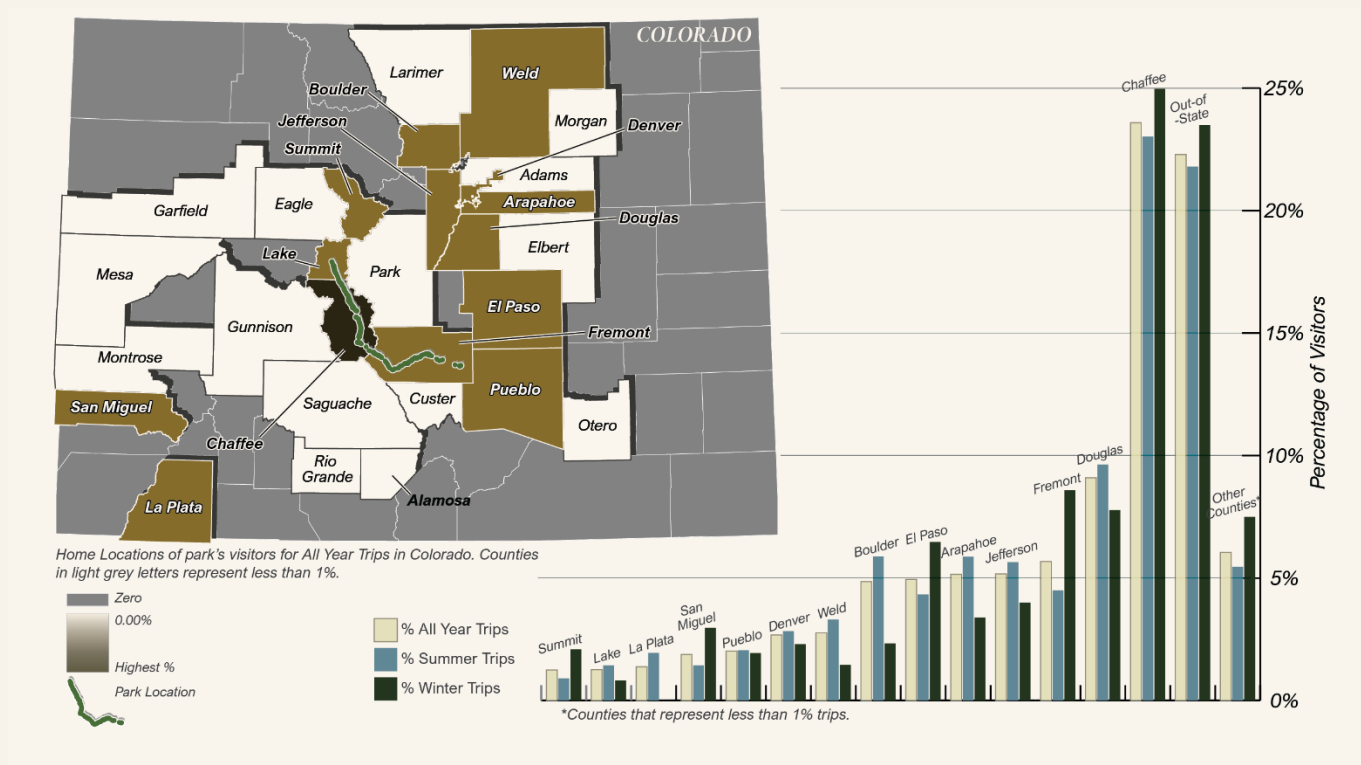 COLORADO
Larimer
Weld
Boulder
Morgan
Jefferson
Denver
Summit
Adams
Eagle
Arapahoe
Garfield
Douglas
Lake
Elbert
Park
Mesa
El Paso
Gunnison
Fremont
Montrose
Pueblo
Custer
Saguache
San Miguel
Otero
Chaffee
Rio
Grande
Alamosa
La Plata
Home Locations of park's visitors for All Year Trips in Colorado. Counties
in light grey letters represent less than 1%.
Zero
0.00%
Highest %
Park Location
% All Year Trips
% Summer Trips
% Winter Trips
Summit
Lake
La Plata
San
Miguel
Pueblo
Denver
Weld
Boulder
El Paso
Arapahoe
Jefferson
Fremont
Douglas
Chaffee
Out-of
-State
Other
Counties*
25%
20%
15%
10%
5%
0%
Percentage of Visitors
*Counties that represent less than 1% trips.